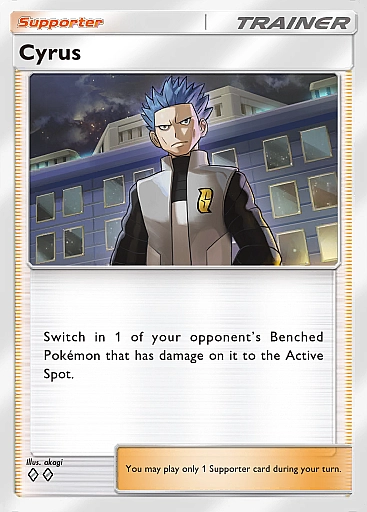 Supporter
TRAINER
Cyrus
Switch in 1 of your opponent's Benched
Pokémon that has damage on it to the Active
Spot.
Illus. akagi
You may play only 1 Supporter card during your turn.